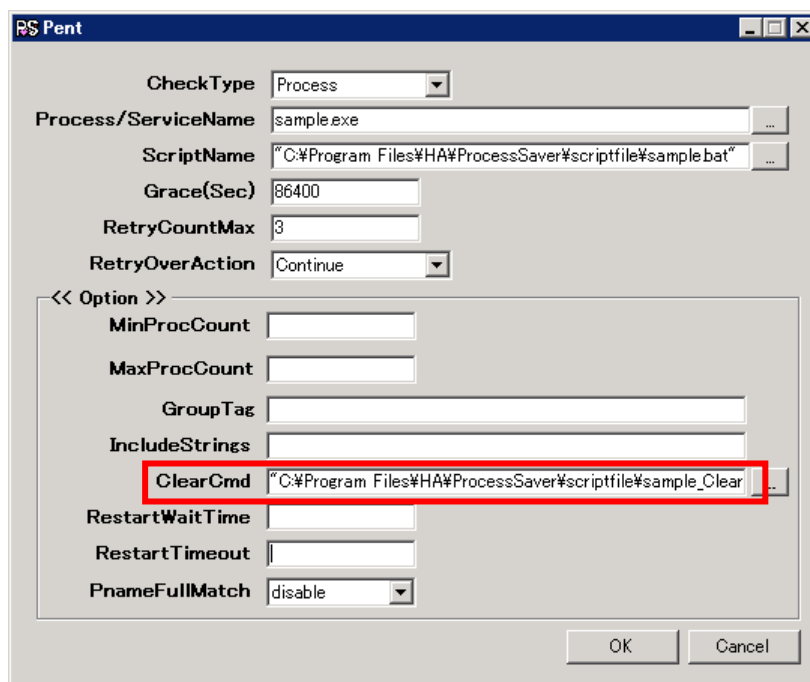 PS Pent
CheckType Process
Process/ServiceName sample.exe ...
ScriptName "C:¥Program Files¥HA¥ProcessSaver¥scriptfile¥sample.bat" ...
Grace(Sec) 86400
RetryCountMax 3
RetryOverAction Continue
<< Option >>
MinProcCount
MaxProcCount
GroupTag
IncludeStrings
ClearCmd "C:¥Program Files¥HA¥ProcessSaver¥scriptfile¥sample_Clear ...
RestartWaitTime
RestartTimeout
PnameFullMatch disable
OK Cancel